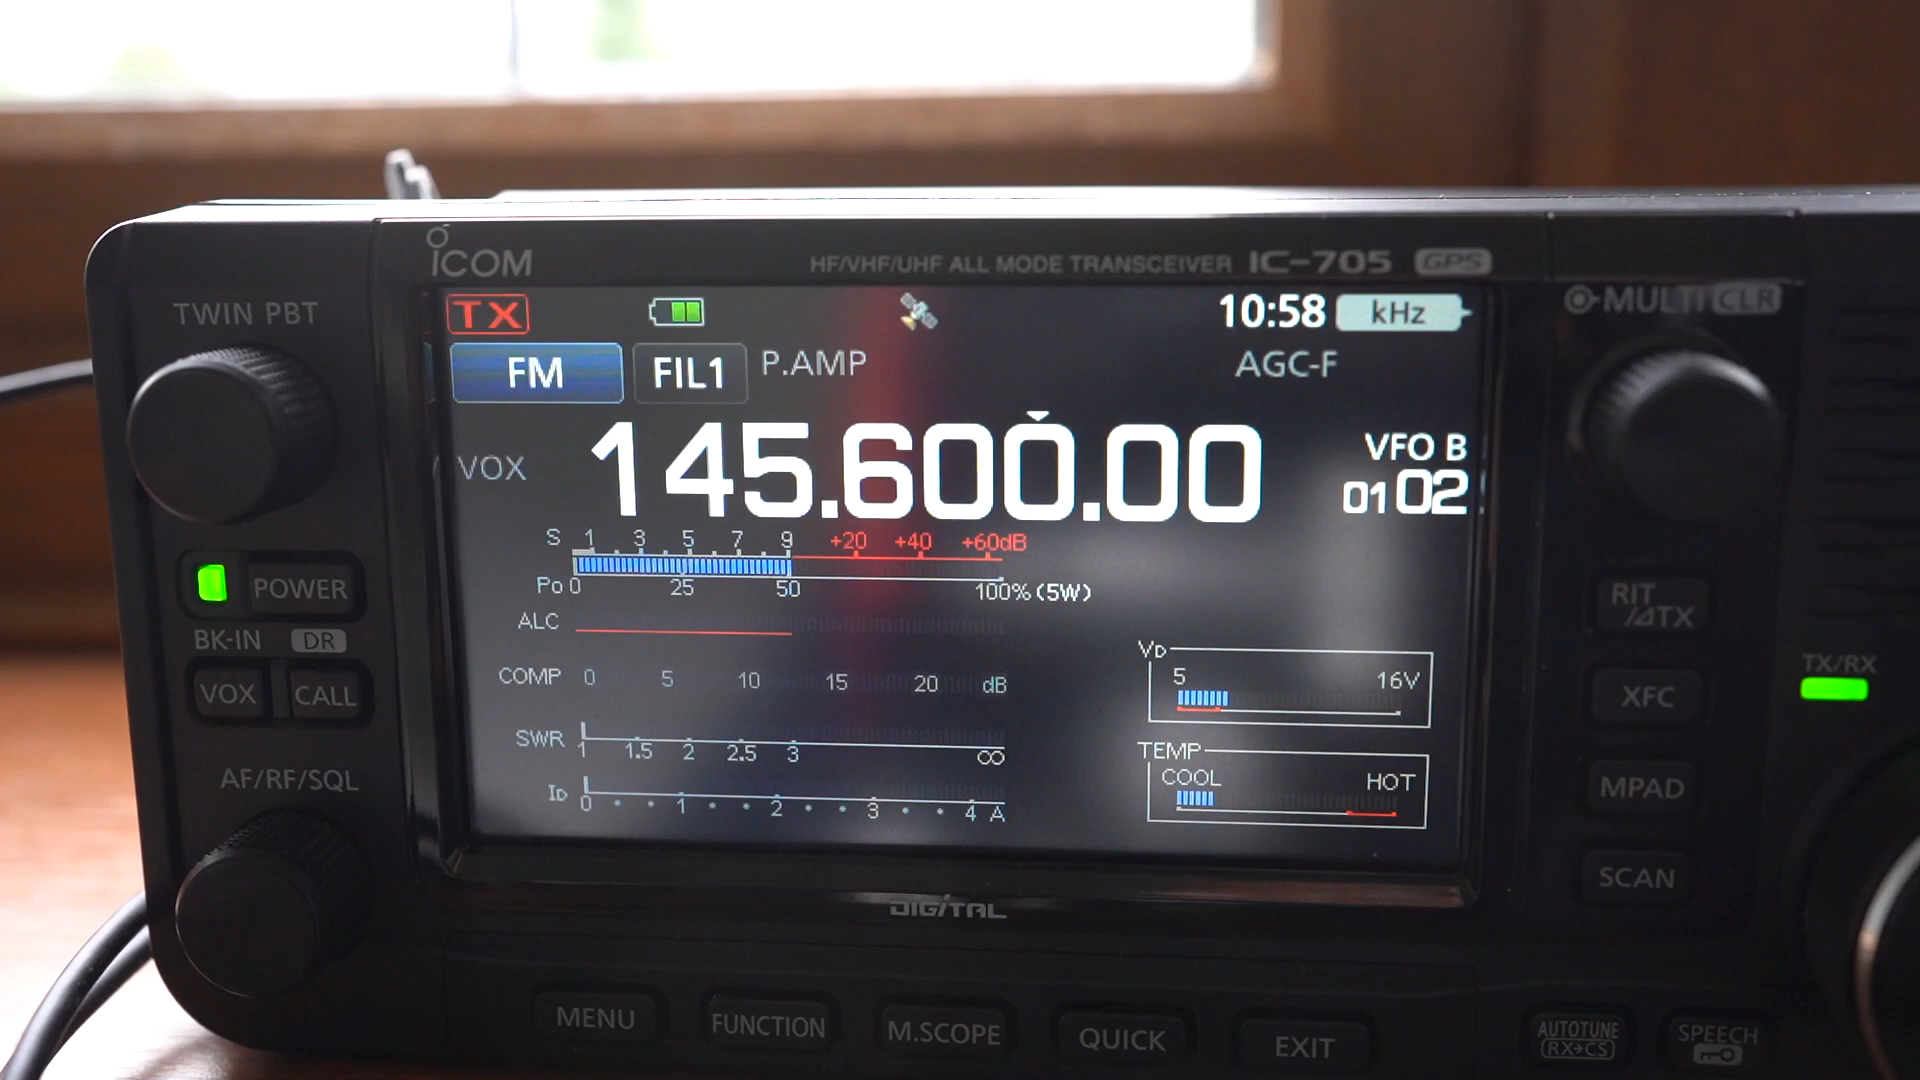 ICOM
HF/VHF/UHF ALL MODE TRANSCEIVER IC-705 GPS
TWIN PBT
MULTI CLR
TX 10:58 kHz
FM FIL1 P.AMP AGC-F
VOX 145.600.00 VFO B
01 02
S 1 3 5 7 9 +20 +40 +60dB
Po 0 25 50 100% (5W)
ALC
COMP 0 5 10 15 20 dB
SWR 1 1.5 2 2.5 3 ∞
ID 0 1 2 3 4 A
VD
5 16V
TEMP
COOL HOT
POWER
BK-IN DR
VOX CALL
AF/RF/SQL
RIT
/⊿TX
TX/RX
XFC
MPAD
SCAN
DIGITAL
MENU FUNCTION M.SCOPE QUICK EXIT
AUTOTUNE
RX→CS
SPEECH